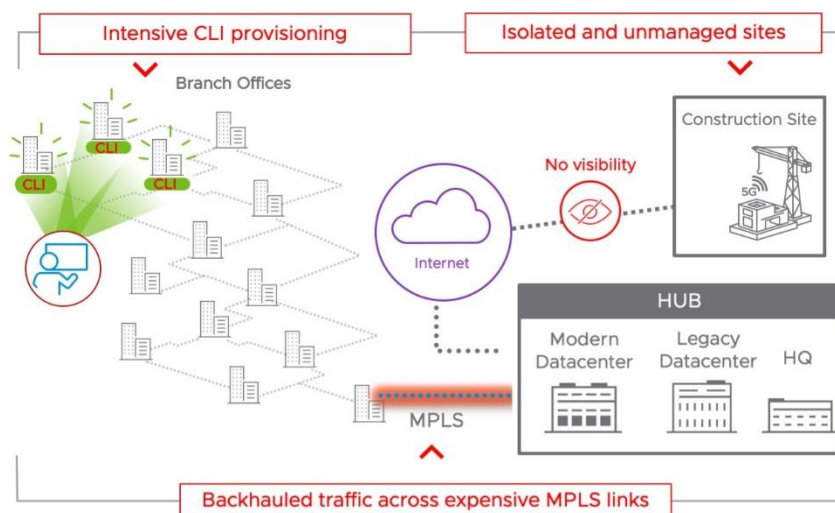 Intensive CLI provisioning
Isolated and unmanaged sites
Branch Offices
CLI
CLI
CLI
No visibility
Construction Site
5G
Internet
HUB
Modern
Datacenter
Legacy
Datacenter
HQ
MPLS
Backhauled traffic across expensive MPLS links